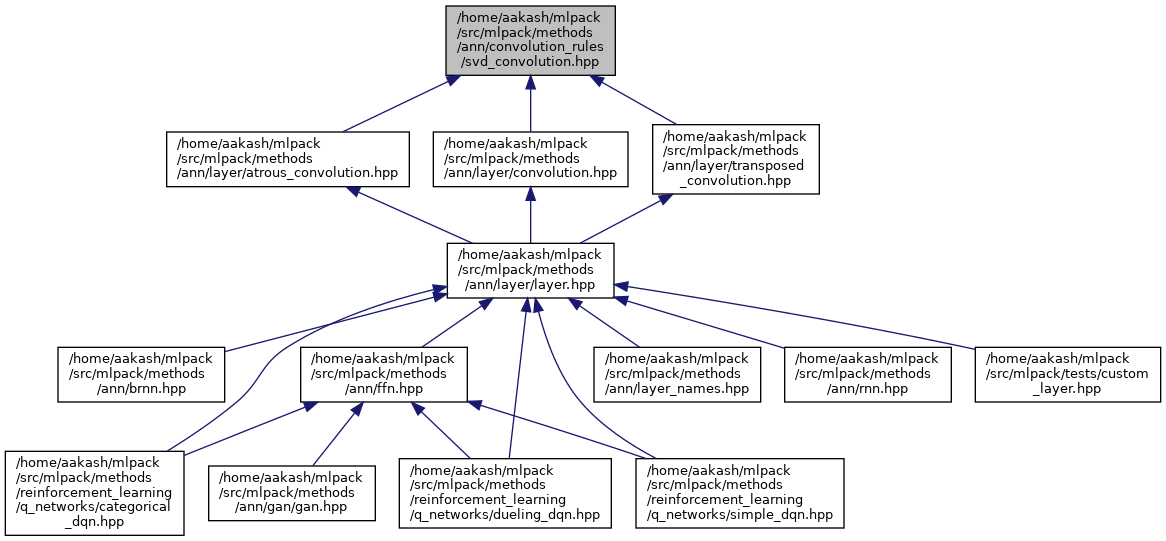 /home/aakash/mlpack
/src/mlpack/methods
/ann/convolution_rules
/svd_convolution.hpp
/home/aakash/mlpack
/src/mlpack/methods
/ann/layer/atrous_convolution.hpp
/home/aakash/mlpack
/src/mlpack/methods
/ann/layer/convolution.hpp
/home/aakash/mlpack
/src/mlpack/methods
/ann/layer/transposed
_convolution.hpp
/home/aakash/mlpack
/src/mlpack/methods
/ann/layer/layer.hpp
/home/aakash/mlpack
/src/mlpack/methods
/ann/brnn.hpp
/home/aakash/mlpack
/src/mlpack/methods
/ann/ffn.hpp
/home/aakash/mlpack
/src/mlpack/methods
/ann/layer_names.hpp
/home/aakash/mlpack
/src/mlpack/methods
/ann/rnn.hpp
/home/aakash/mlpack
/src/mlpack/tests/custom
_layer.hpp
/home/aakash/mlpack
/src/mlpack/methods
/reinforcement_learning
/q_networks/categorical
_dqn.hpp
/home/aakash/mlpack
/src/mlpack/methods
/ann/gan/gan.hpp
/home/aakash/mlpack
/src/mlpack/methods
/reinforcement_learning
/q_networks/dueling_dqn.hpp
/home/aakash/mlpack
/src/mlpack/methods
/reinforcement_learning
/q_networks/simple_dqn.hpp